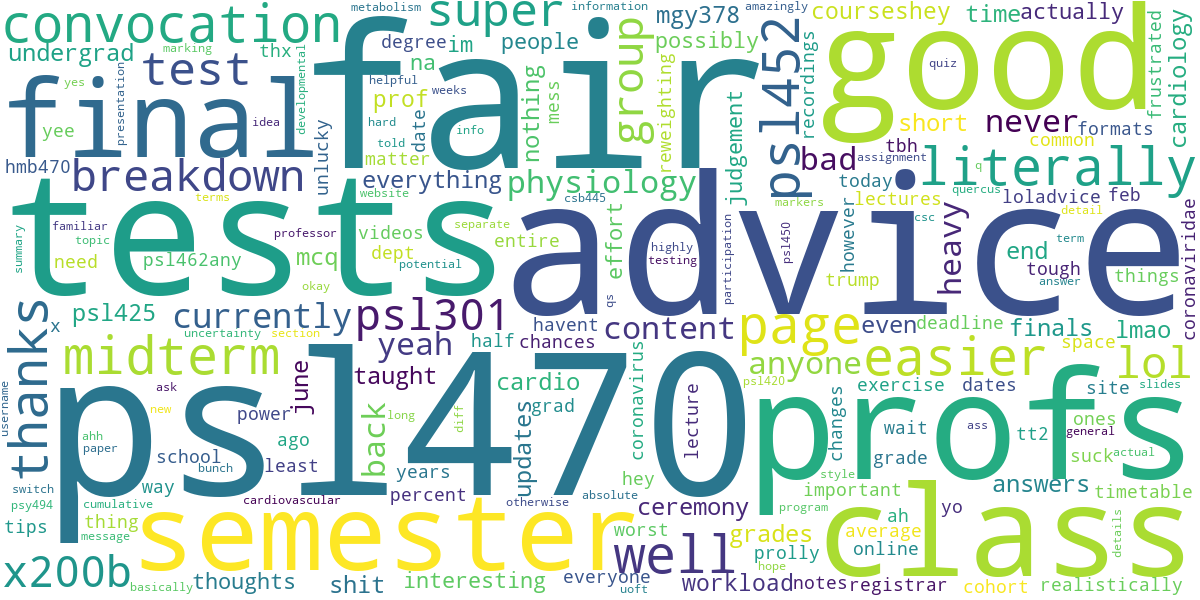 convocation
super
metabolism
information
mgy378
amazingly
courseshey
time
actually
undergrad
marking
thx
degree
im
people
possibly
fair
good
final
test
yes
presentation
developmental
helpful
na
weeks
group
reweighting
psl452
recordings
quiz
frustrated
cardiology
yee
idea
prof
hard
date
info
nothing
mess
judgement
short
never
formats
common
hmb470
unlucky
told
matter
tbh
bad
assignment
literally
breakdown
everything
physiology
website
csb445
today
q
quercus
tests
terms
advice
markers
lectures
loladvice
feb
familiar
professor
separate
highly
testing
participation
psl450
however
csc
detail
summary
topic
videos
entire
effort
heavy
term
end
tough
answer
need
psl462any
mcq
dept
potential
okay
qs
trump
things
coronaviridae
thanks
x
psl425
currently
psl301
havent
content
page
even
deadline
finals
lmao
uncertainty
section
yeah
half
chances
midterm
anyone
easier
space
lol
psl470
profs
june
taught
cardio
coronavirus
psl420
exercise
dates
site
slides
username
ask
new
power
back
long
diff
updates
grad
lecture
changes
wait
ass
tt2
ones
general
ahh
paper
school
ago
bunch
least
years
grade
suck
actual
switch
way
style
answers
psy494
cumulative
cardiovascular
percent
otherwise
absolute
program
important
timetable
tips
thing
message
semester
ceremony
class
ah
yo
worst
grades
average
details
well
prolly
online
hope
x200b
basically
thoughts
shit
interesting
everyone
uoft
workload
notes
registrar
cohort
realistically